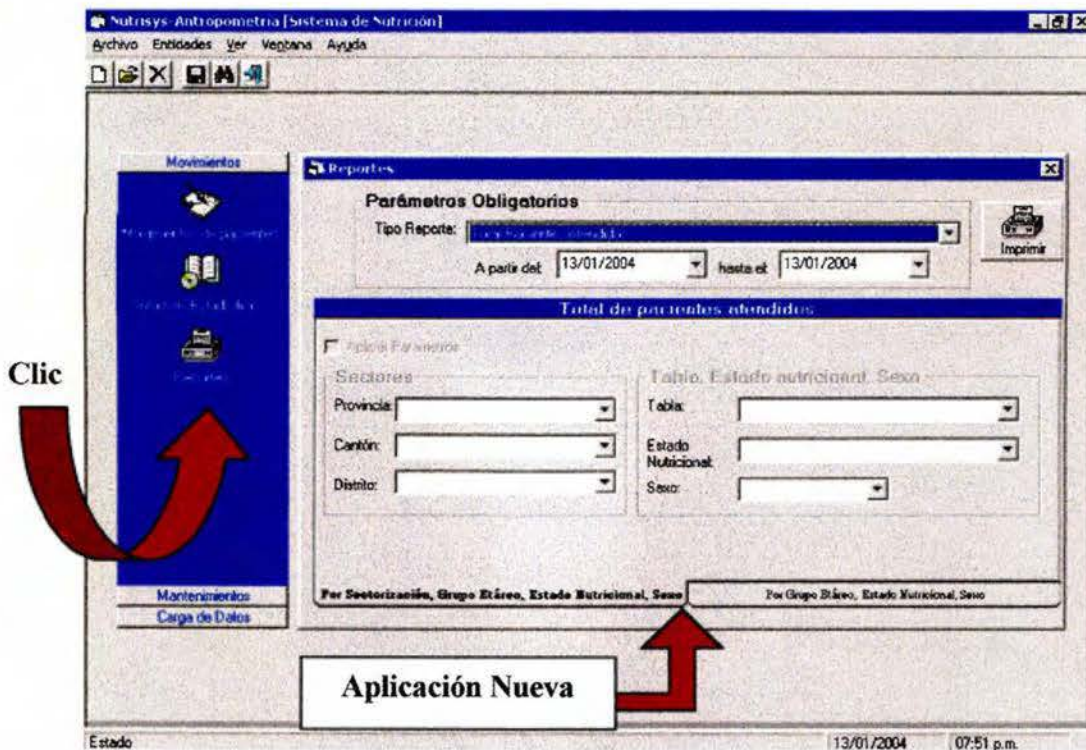 Nutrisys-Antropometria [Sistema de Nutrición]
Archivo Entidades Ver Ventana Ayuda
Movimientos
Reportes
Parámetros Obligatorios
Tipo Reporte:
Imprimir
A partir del: 13/01/2004 hasta el: 13/01/2004
Total de pacientes atendidos
Parametros
Sectores
Tabla, Estado nutricional, Sexo
Clic
Provincia:
Tabla:
Cantón:
Estado
Nutricional:
Distrito:
Sexo:
Mantenimientos
Carga de Datos
Por Sectorización, Grupo Etáreo, Estado Nutricional, Sexo
Por Grupo Etáreo, Estado Nutricional, Sexo
Aplicación Nueva
Estado
13/01/2004
07:51 p.m.